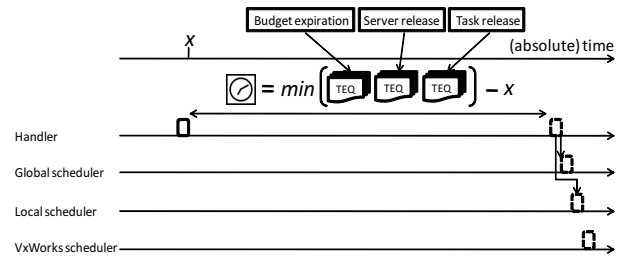 Budget expiration Server release Task release
X (absolute) time
= min ( TEQ TEQ TEQ ) – x
Handler
Global scheduler
Local scheduler
VxWorks scheduler